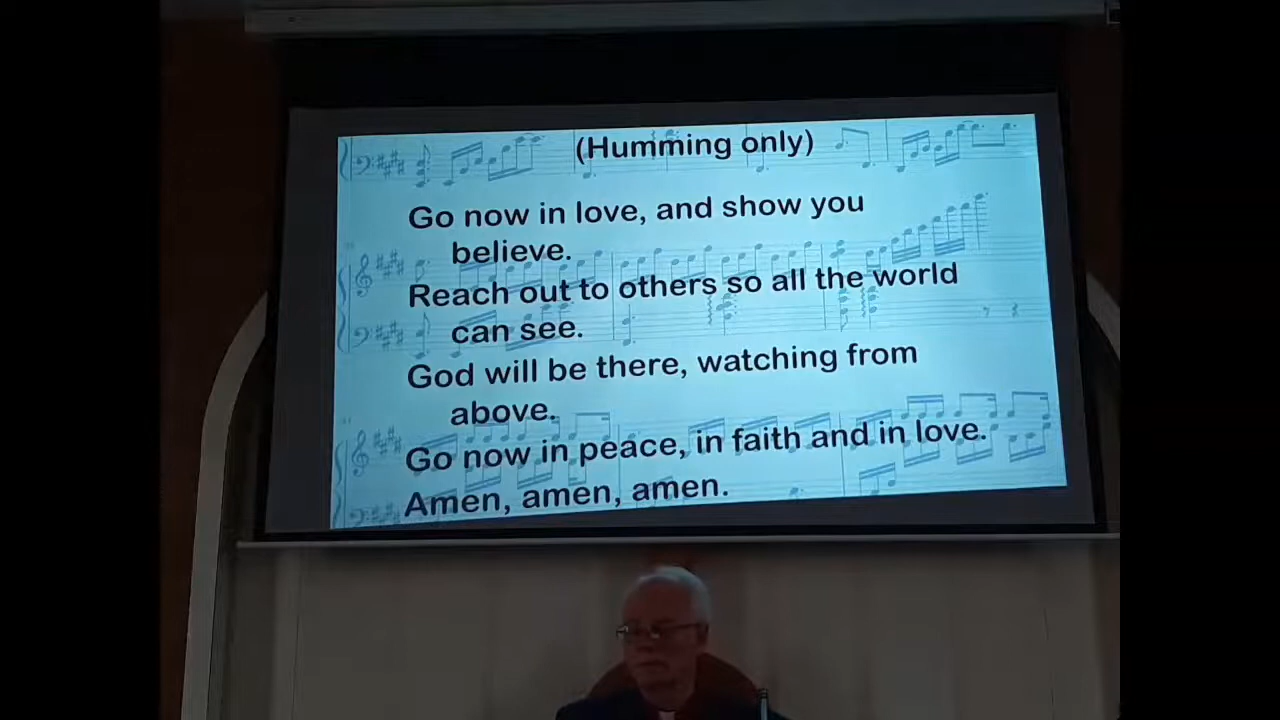 (Humming only)
Go now in love, and show you
believe.
Reach out to others so all the world
can see.
God will be there, watching from
above.
Go now in peace, in faith and in love.
Amen, amen, amen.